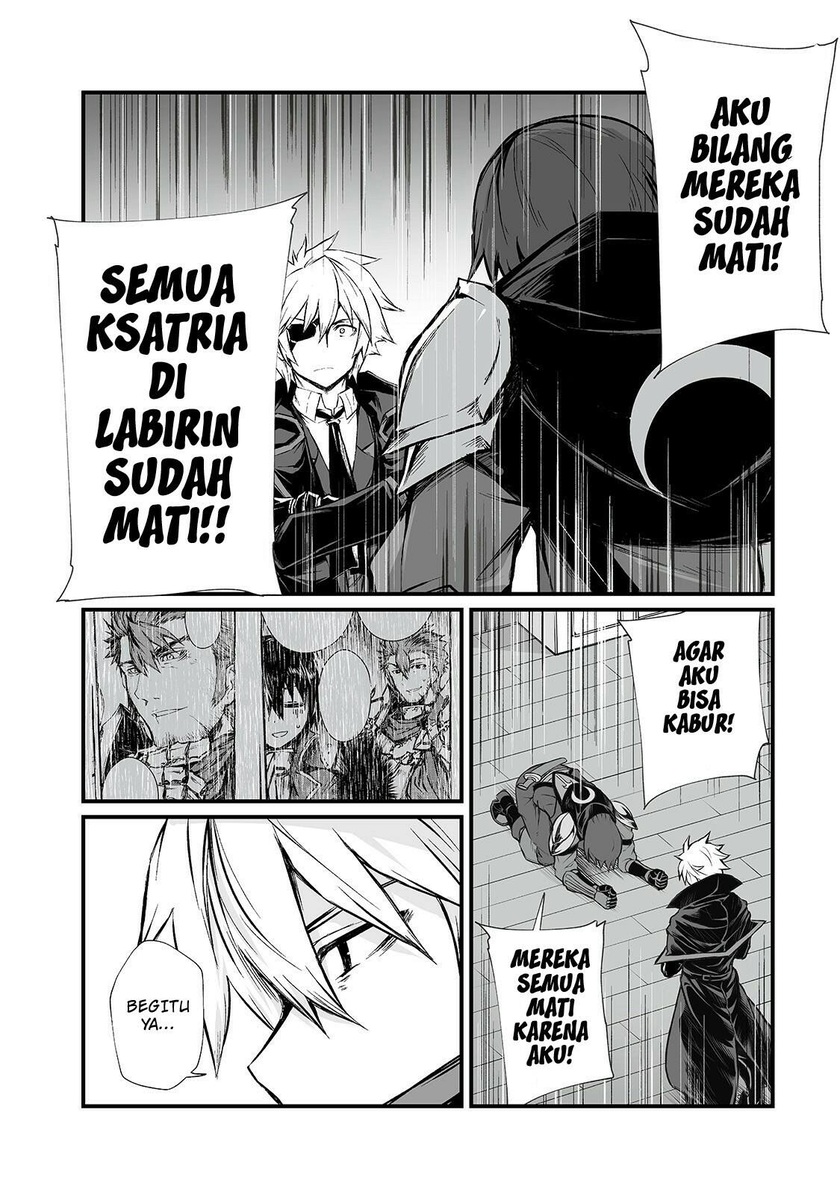 AKU
BILANG
MEREKA
SUDAH
MATI!
SEMUA
KSATRIA
DI
LABIRIN
SUDAH
MATI!!
AGAR
AKU
BISA
KABUR!
MEREKA
SEMUA
MATI
KARENA
AKU!
BEGITU
YA...